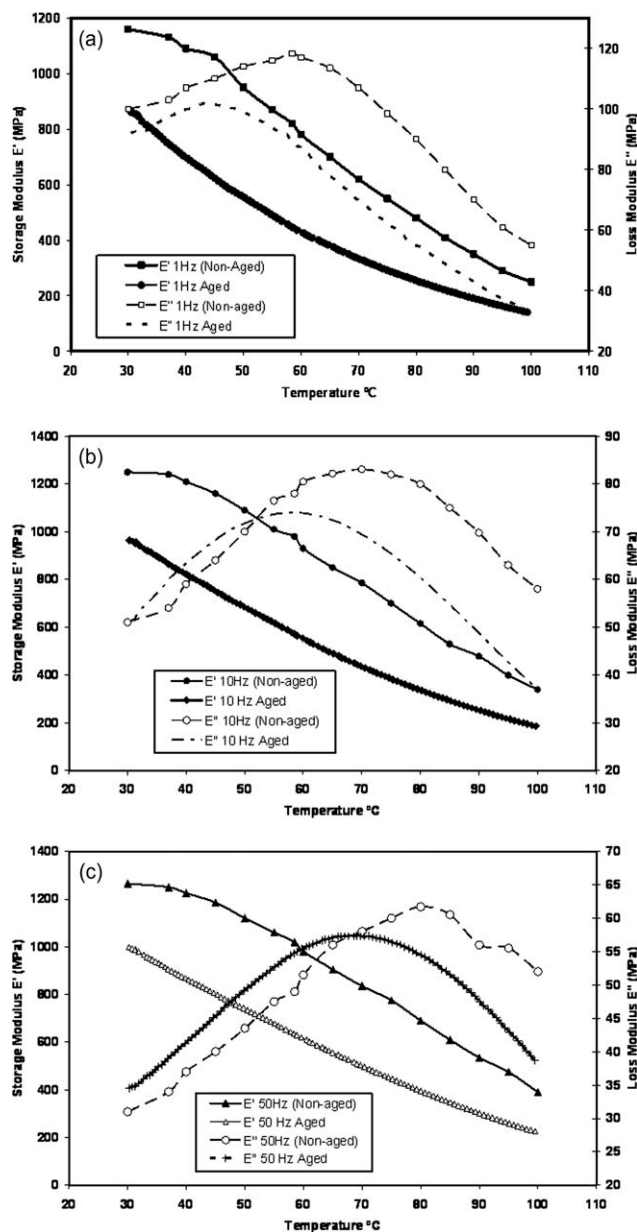 (a)
1200
1000
800
600
400
200
0
Storage Modulus E' (MPa)
120
100
80
60
40
20
Loss Modulus E'' (MPa)
E' 1Hz (Non-Aged)
E' 1Hz Aged
E'' 1Hz (Non-aged)
E'' 1Hz Aged
20 30 40 50 60 70 80 90 100 110
Temperature ºC
(b)
1400
1200
1000
800
600
400
200
0
Storage Modulus E' (MPa)
90
80
70
60
50
40
30
20
Loss Modulus E'' (MPa)
E' 10Hz (Non-aged)
E' 10 Hz Aged
E'' 10Hz (Non-aged)
E'' 10 Hz Aged
20 30 40 50 60 70 80 90 100 110
Temperature ºC
(c)
1400
1200
1000
800
600
400
200
0
Storage Modulus E' (MPa)
70
65
60
55
50
45
40
35
30
25
20
Loss Modulus E'' (MPa)
E' 50Hz (Non-aged)
E' 50 Hz Aged
E'' 50Hz (Non-aged)
E'' 50 Hz Aged
20 30 40 50 60 70 80 90 100 110
Temperature ºC